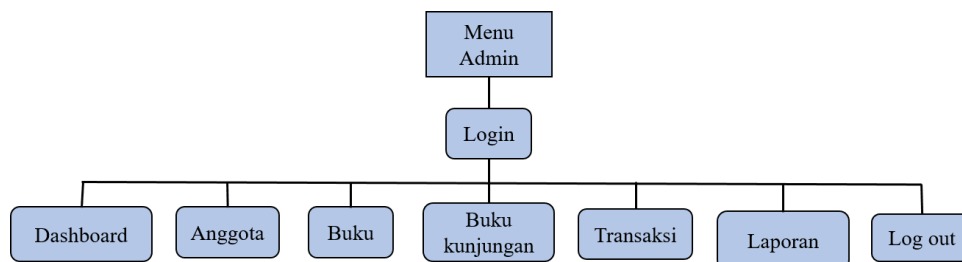 Menu
Admin
Login
Dashboard
Anggota
Buku
Buku
kunjungan
Transaksi
Laporan
Log out